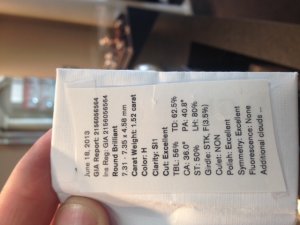 June 18, 2013
GIA Report: 2156056564
Ins Reg: GIA 2156056564
Round Brilliant
7.31 - 7.35 x 4.58 mm
Carat Weight: 1.52 carat
Color: H
Clarity: SI1
Cut: Excellent
TBL: 56% TD: 62.5%
CA: 36.0° PA: 40.8°
ST: 50% LH: 80%
Girdle: STK, F(3.5%)
Culet: NON
Polish: Excellent
Symmetry: Excellent
Fluorescence: None
Additional clouds ...